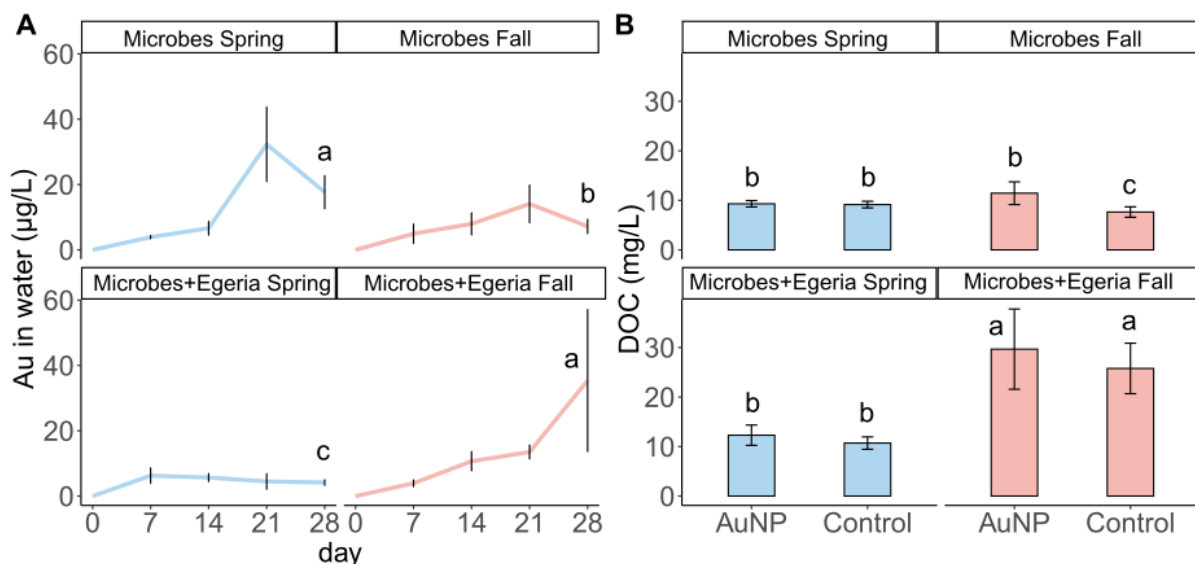 A
Microbes Spring
Microbes Fall
Au in water (µg/L)
60
40
20
0
a
b
Microbes+Egeria Spring
Microbes+Egeria Fall
60
40
20
0
c
a
0 7 14 21 28 0 7 14 21 28
day
B
Microbes Spring
Microbes Fall
DOC (mg/L)
30
20
10
0
b b b c
Microbes+Egeria Spring
Microbes+Egeria Fall
30
20
10
0
b b a a
AuNP Control AuNP Control